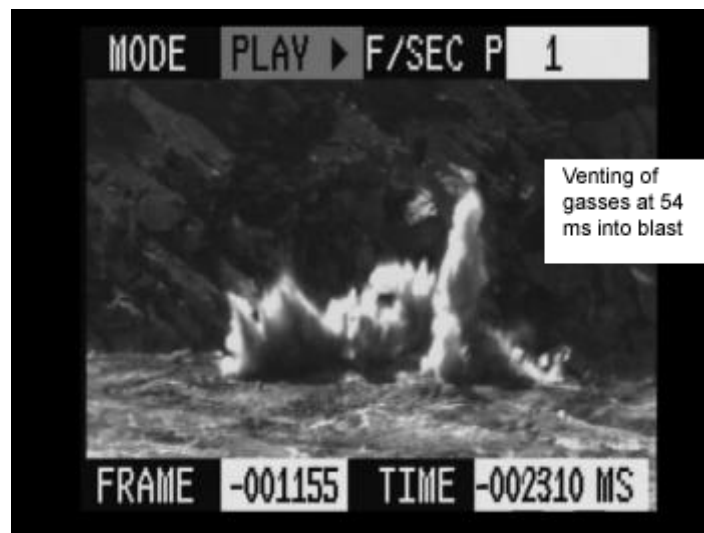 MODE PLAY ▶ F/SEC P 1
Venting of
gasses at 54
ms into blast
FRAME -001155 TIME -002310 MS